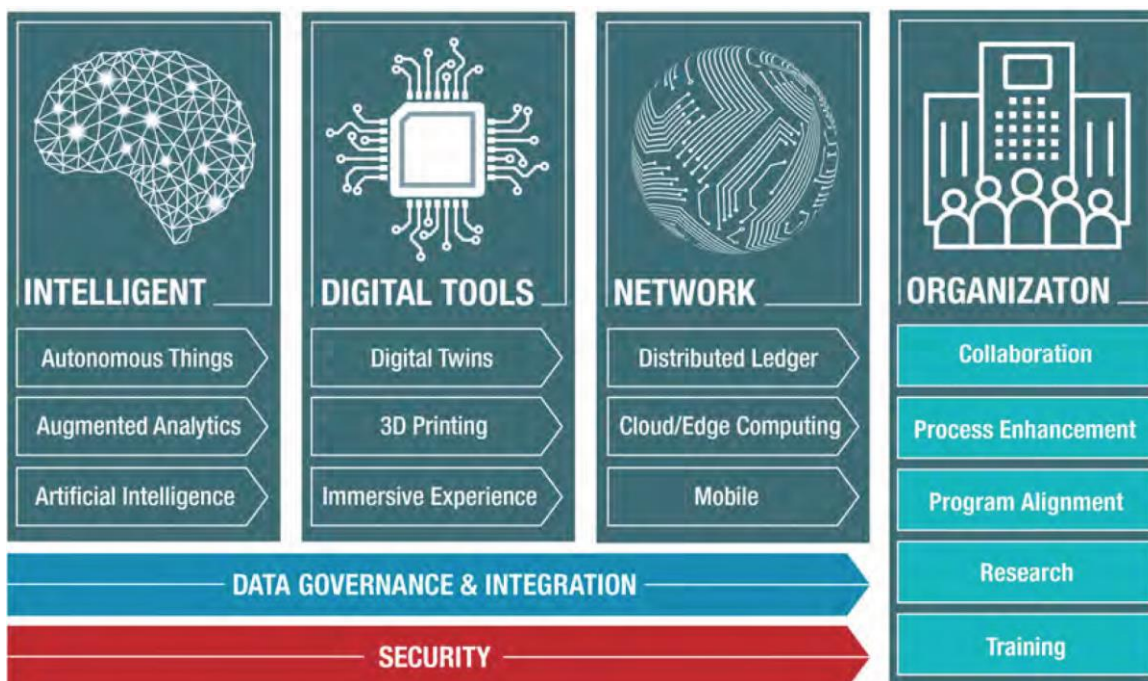 INTELLIGENT
Autonomous Things
Augmented Analytics
Artificial Intelligence
DIGITAL TOOLS
Digital Twins
3D Printing
Immersive Experience
NETWORK
Distributed Ledger
Cloud/Edge Computing
Mobile
DATA GOVERNANCE & INTEGRATION
SECURITY
ORGANIZATON
Collaboration
Process Enhancement
Program Alignment
Research
Training